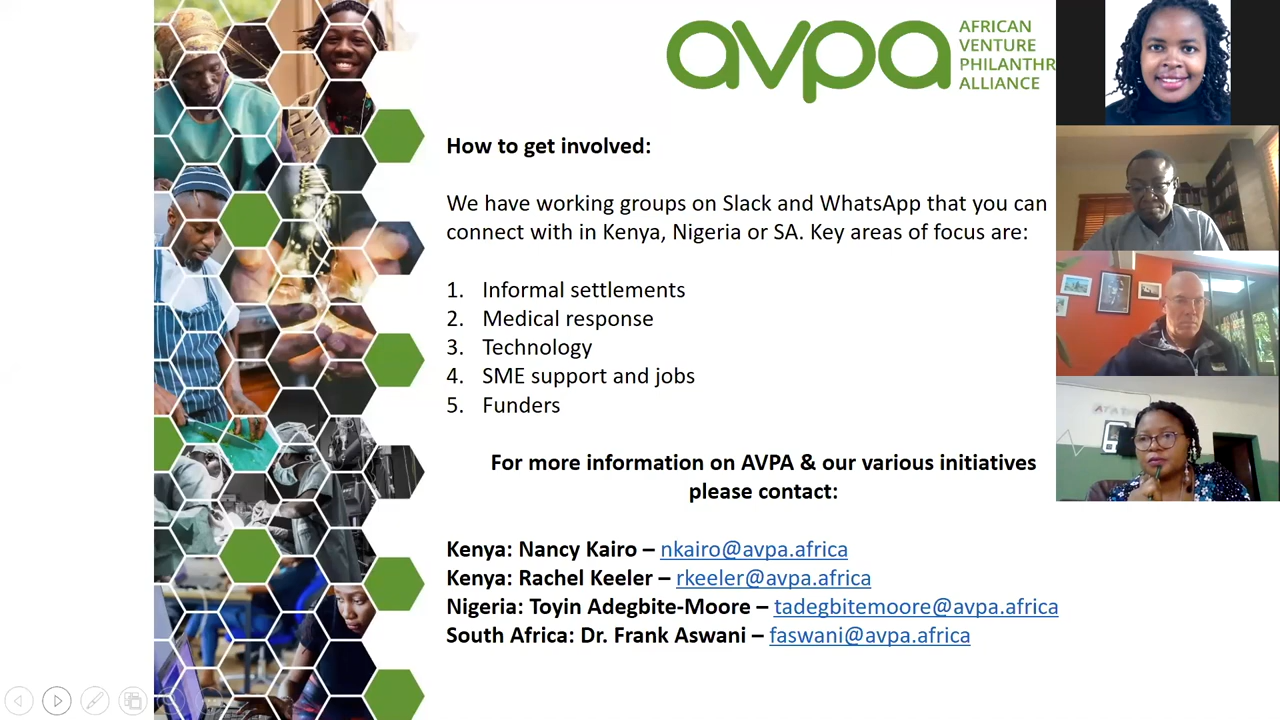 avpa
AFRICAN
VENTURE
PHILANTHR
ALLIANCE
How to get involved:
We have working groups on Slack and WhatsApp that you can
connect with in Kenya, Nigeria or SA. Key areas of focus are:
1. Informal settlements
2. Medical response
3. Technology
4. SME support and jobs
5. Funders
For more information on AVPA & our various initiatives
please contact:
Kenya: Nancy Kairo – nkairo@avpa.africa
Kenya: Rachel Keeler – rkeeler@avpa.africa
Nigeria: Toyin Adegbite-Moore – tadegbitemoore@avpa.africa
South Africa: Dr. Frank Aswani – faswani@avpa.africa